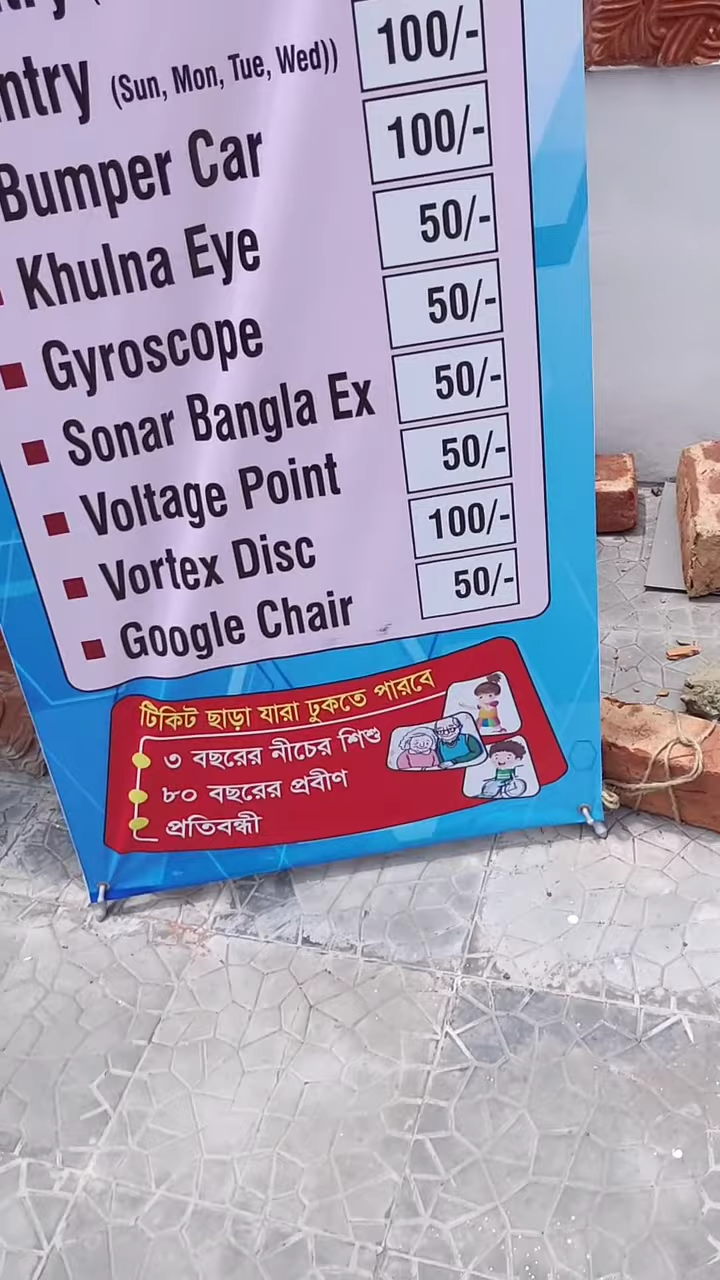 ntry (Sun, Mon, Tue, Wed)) 100/-
Bumper Car 100/-
Khulna Eye 50/-
Gyroscope 50/-
Sonar Bangla Ex 50/-
Voltage Point 50/-
Vortex Disc 100/-
Google Chair 50/-
টিকিট ছাড়া যারা ঢুকতে পারবে
৩ বছরের নীচের শিশু
৮০ বছরের প্রবীণ
প্রতিবন্ধী